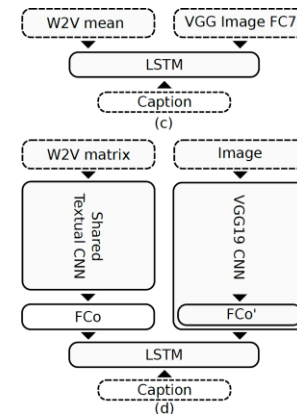 W2V mean
VGG Image FC7
LSTM
Caption
(c)
W2V matrix
Image
Shared
Textual CNN
VGG19 CNN
FCo
FCo'
LSTM
Caption
(d)